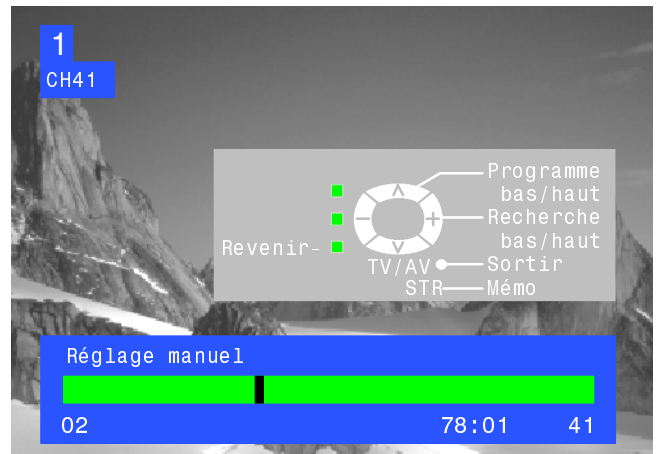 1
CH41
Programme
bas/haut
Recherche
bas/haut
Revenir-
TV/AV Sortir
STR Mémo
Réglage manuel
02 78:01 41